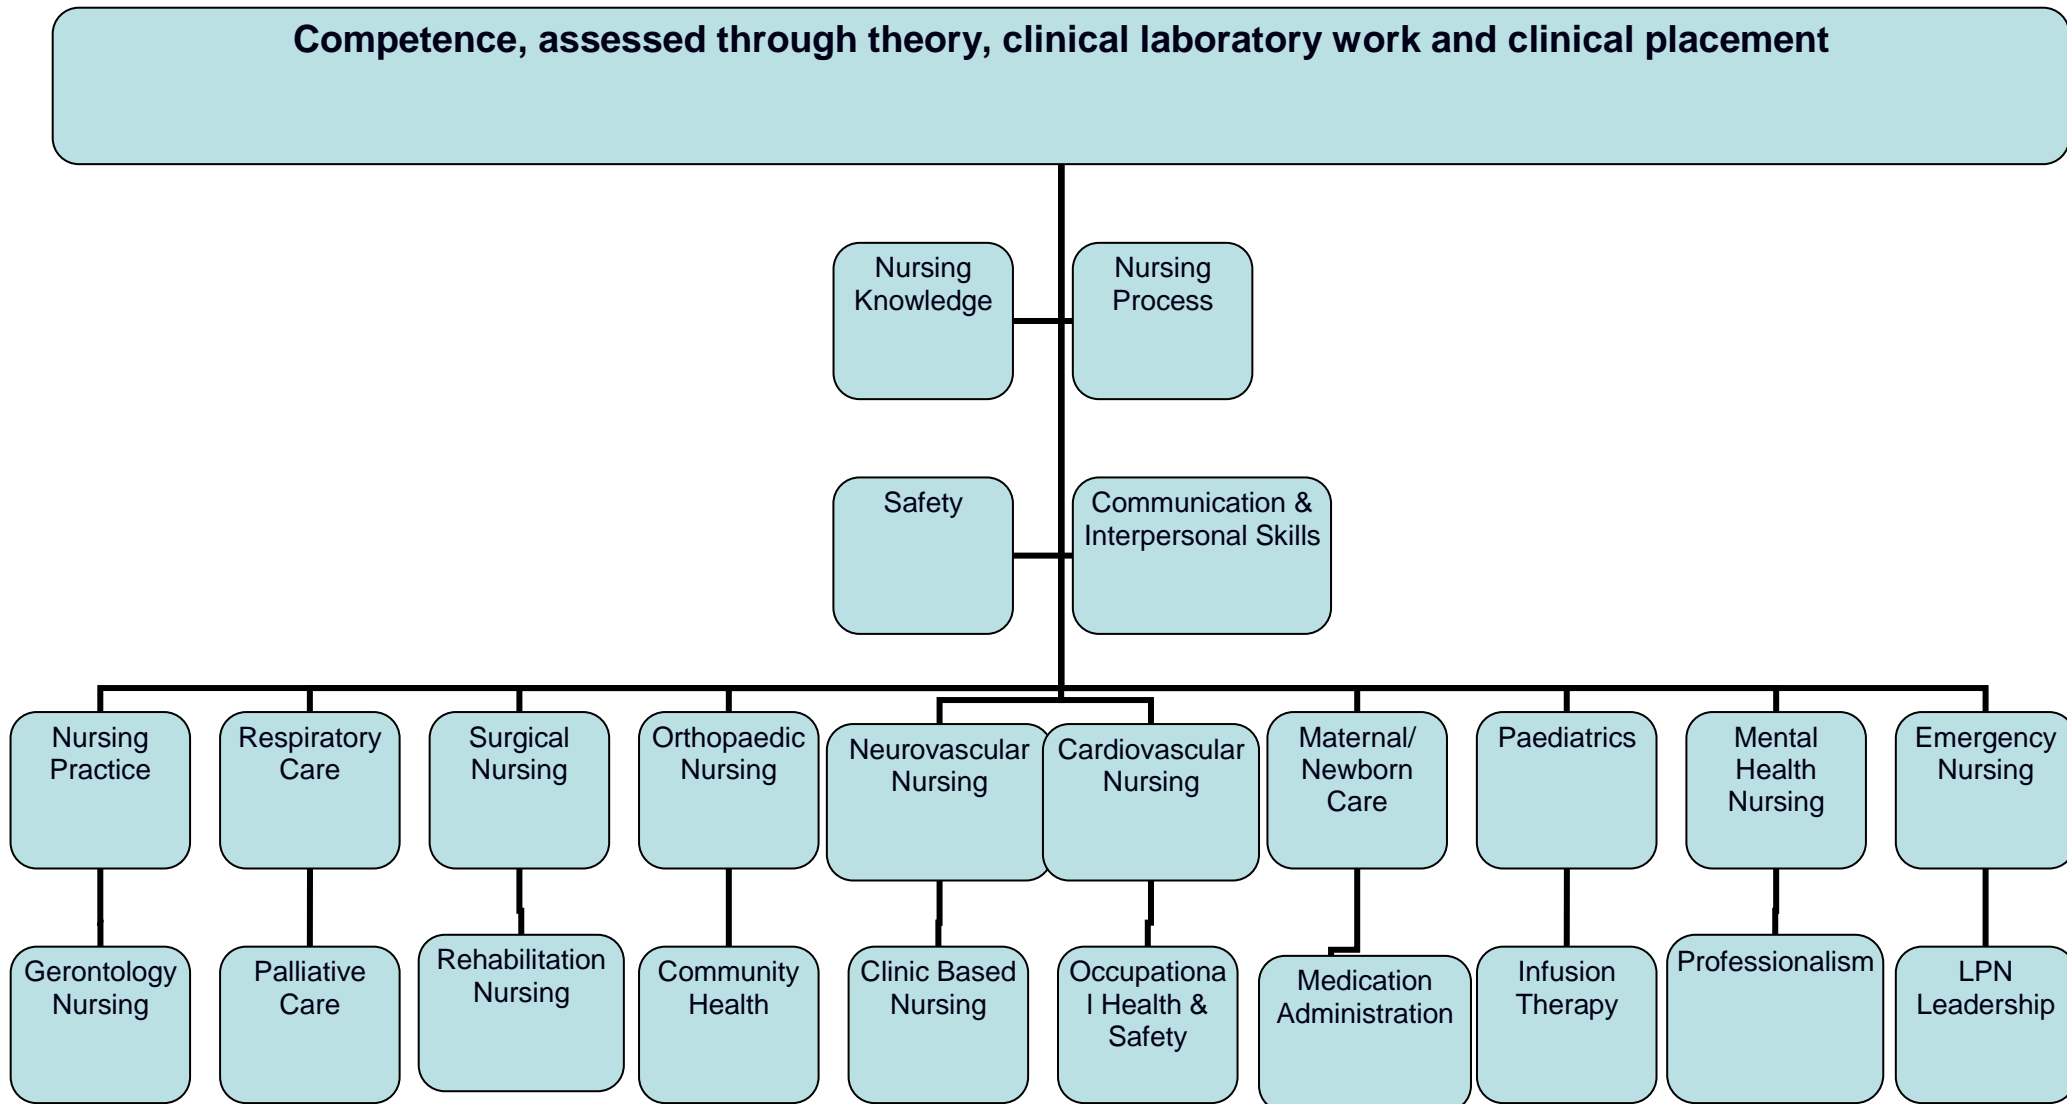 Competence, assessed through theory, clinical laboratory work and clinical placement
Nursing
Knowledge
Nursing
Process
Safety
Communication &
Interpersonal Skills
Nursing
Practice
Respiratory
Care
Surgical
Nursing
Orthopaedic
Nursing
Neurovascular
Nursing
Cardiovascular
Nursing
Maternal/
Newborn
Care
Paediatrics
Mental
Health
Nursing
Emergency
Nursing
Gerontology
Nursing
Palliative
Care
Rehabilitation
Nursing
Community
Health
Clinic Based
Nursing
Occupationa
l Health &
Safety
Medication
Administration
Infusion
Therapy
Professionalism
LPN
Leadership